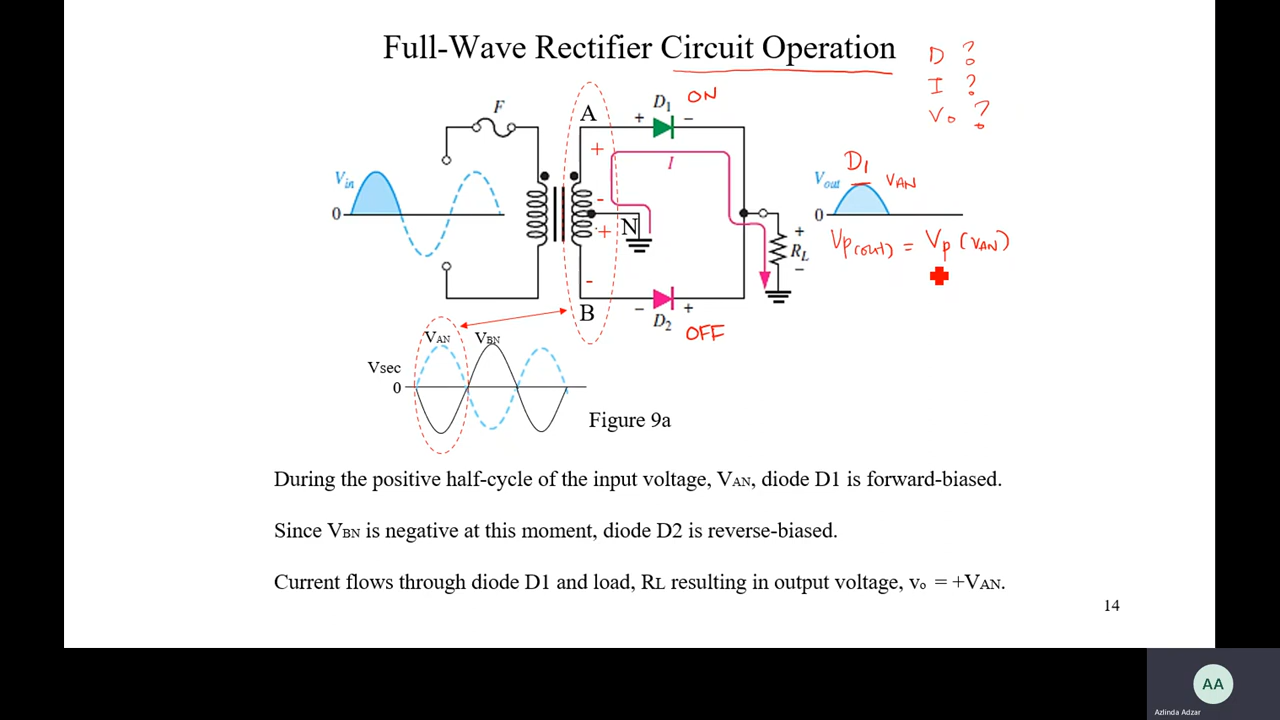 Full-Wave Rectifier Circuit Operation
D ?
I ?
Vo ?
F
A
D1 ON
+ −
+
I
Vin
0
-
N
+
D1
Vout VAN
0
+
RL
−
Vp(out) = Vp (VAN)
-
B
− +
D2 OFF
VAN VBN
Vsec
0
Figure 9a
During the positive half-cycle of the input voltage, VAN, diode D1 is forward-biased.
Since VBN is negative at this moment, diode D2 is reverse-biased.
Current flows through diode D1 and load, RL resulting in output voltage, vo = +VAN.
14
AA
Azlinda Adzar